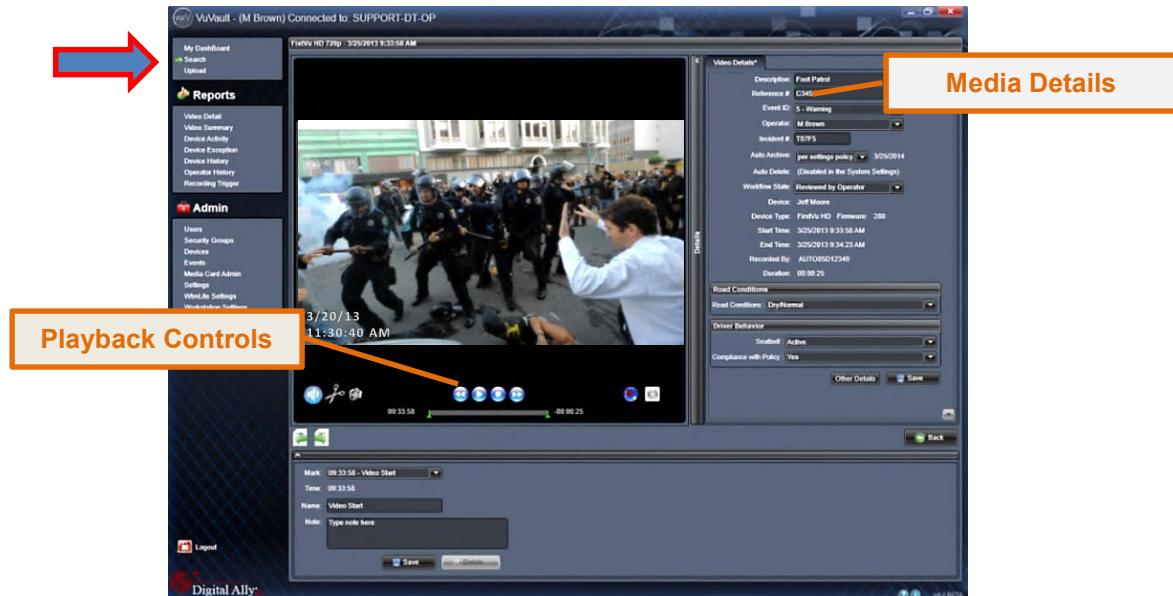 VuVault - (M Brown) Connected to: SUPPORT-DT-OP
My DashBoard
Search
Upload
Reports
Video Detail
Video Summary
Device Activity
Device Exception
Device History
Operator History
Recording Trigger
Admin
Users
Security Groups
Devices
Events
Media Card Admin
Settings
Playback Controls
Logout
Digital Ally
FirstVu HD 720p - 3/25/2013 9:33:58 AM
3/20/13
11:30:40 AM
09:33:58 -00:00:25
Details
Video Details*
Media Details
Description: Foot Patrol
Reference #: C345
Event ID: 5 - Warning
Operator: M Brown
Incident #: T87F5
Auto Archive: per settings policy 3/25/2014
Auto Delete: (Disabled in the System Settings)
Workflow State: Reviewed by Operator
Device: Jeff Moore
Device Type: FirstVu HD Firmware: 280
Start Time: 3/25/2013 9:33:58 AM
End Time: 3/25/2013 9:34:23 AM
Recorded By: AUTO05D12349
Duration: 00:00:25
Road Conditions
Road Conditions: Dry/Normal
Driver Behavior
Seatbelt: Active
Compliance with Policy: Yes
Other Details Save
Back
Mark: 09:33:58 - Video Start
Time: 09:33:58
Name: Video Start
Note: Type note here
Save Delete